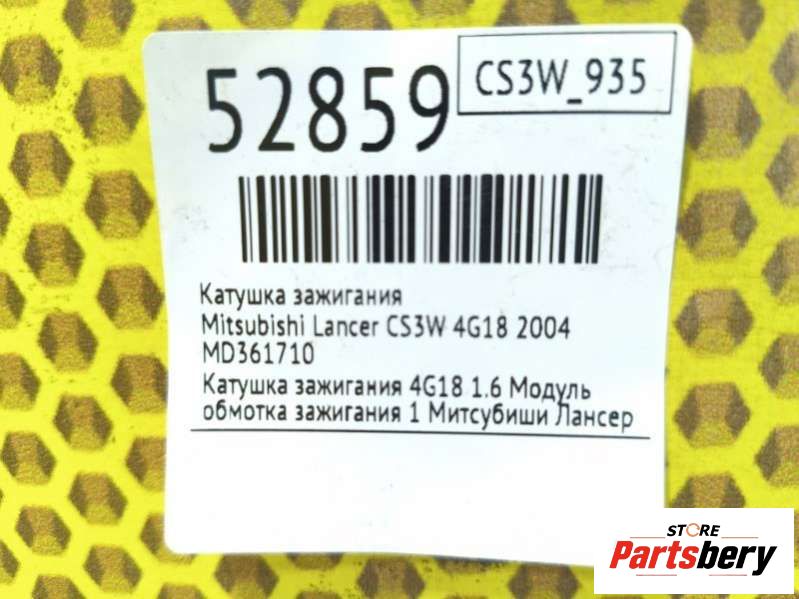 52859
CS3W_935
Катушка зажигания
Mitsubishi Lancer CS3W 4G18 2004
MD361710
Катушка зажигания 4G18 1.6 Модуль
обмотка зажигания 1 Митсубиши Лансер
STORE
Partsbery